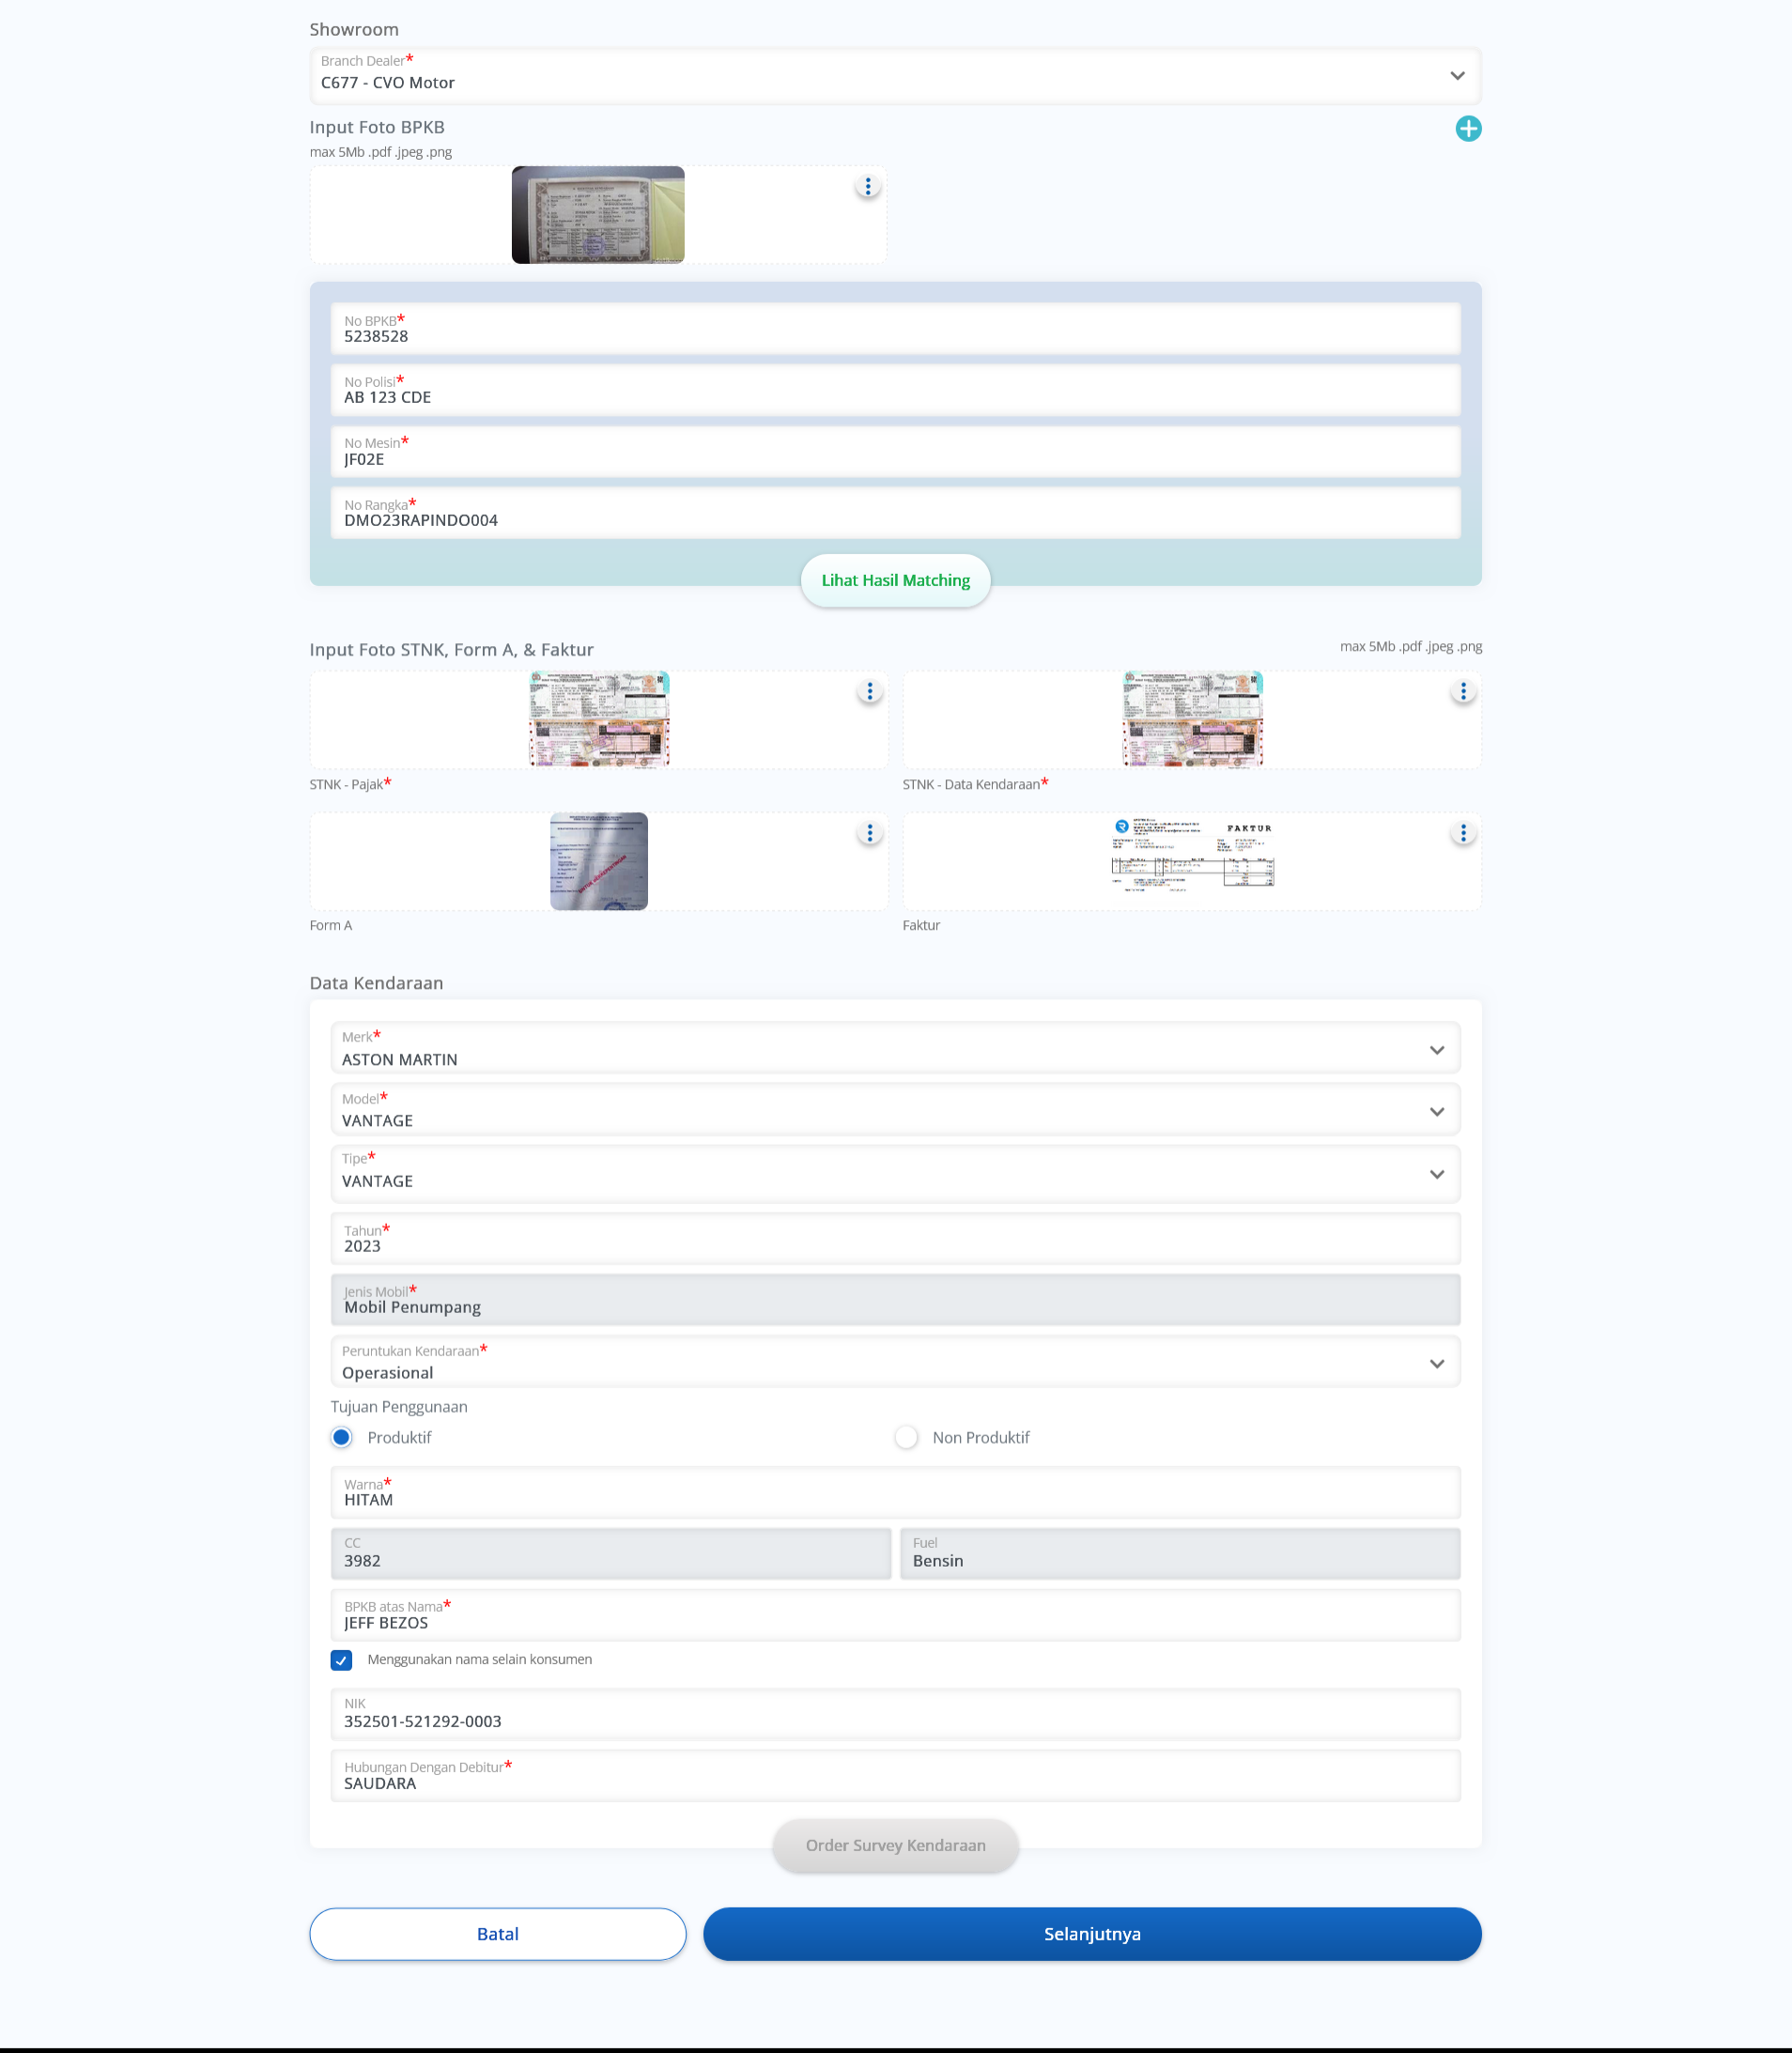 Showroom
Branch Dealer*
C677 - CVO Motor
Input Foto BPKB
max 5Mb .pdf .jpeg .png
No BPKB*
5238528
No Polisi*
AB 123 CDE
No Mesin*
JF02E
No Rangka*
DMO23RAPINDO004
Lihat Hasil Matching
Input Foto STNK, Form A, & Faktur
max 5Mb .pdf .jpeg .png
STNK - Pajak*
STNK - Data Kendaraan*
FAKTUR
Form A
Faktur
Data Kendaraan
Merk*
ASTON MARTIN
Model*
VANTAGE
Tipe*
VANTAGE
Tahun*
2023
Jenis Mobil*
Mobil Penumpang
Peruntukan Kendaraan*
Operasional
Tujuan Penggunaan
Produktif
Non Produktif
Warna*
HITAM
CC
3982
Fuel
Bensin
BPKB atas Nama*
JEFF BEZOS
Menggunakan nama selain konsumen
NIK
352501-521292-0003
Hubungan Dengan Debitur*
SAUDARA
Order Survey Kendaraan
Batal
Selanjutnya